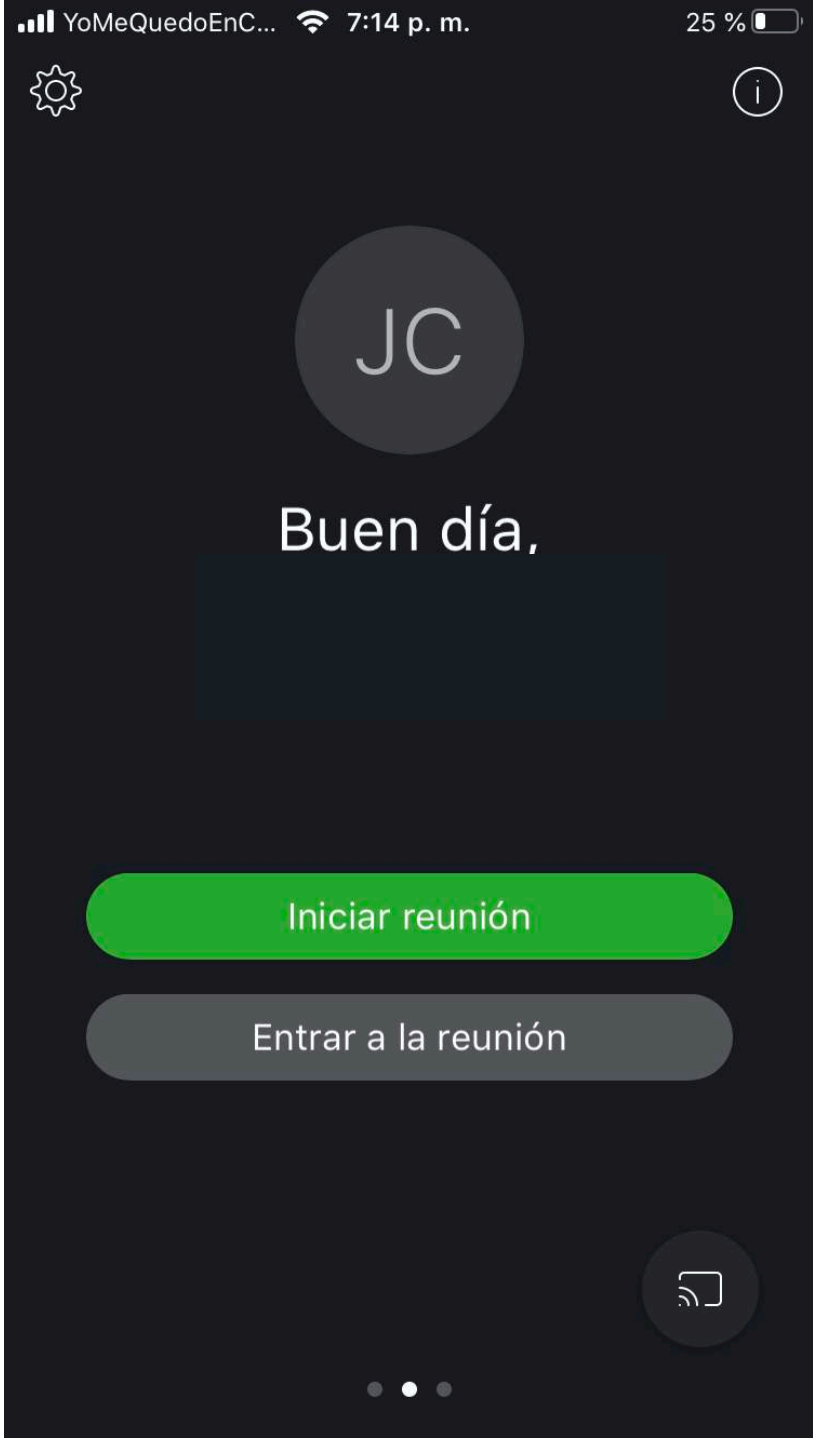 YoMeQuedoEnC... 7:14 p. m. 25 %
i
JC
Buen día,
Iniciar reunión
Entrar a la reunión